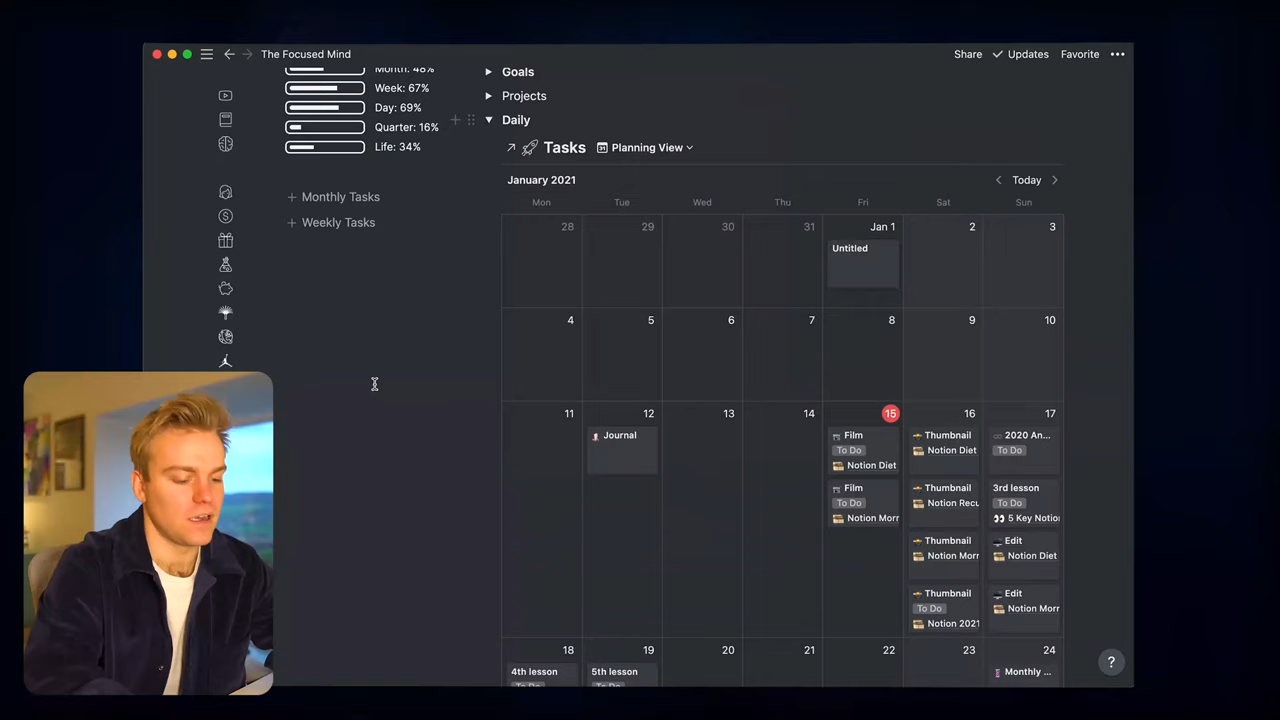 The Focused Mind
Share
Updates
Favorite
Month: 48%
Week: 67%
Day: 69%
Quarter: 16%
Life: 34%
+ Monthly Tasks
+ Weekly Tasks
Goals
Projects
Daily
Tasks
Planning View
January 2021
Today
Mon Tue Wed Thu Fri Sat Sun
28 29 30 31 Jan 1 2 3
Untitled
4 5 6 7 8 9 10
11 12 13 14 15 16 17
Journal
Film
To Do
Notion Diet
Film
To Do
Notion Morr
Thumbnail
Notion Diet
Thumbnail
Notion Recu
Thumbnail
Notion Morr
Thumbnail
To Do
Notion 2021
2020 An...
To Do
3rd lesson
To Do
5 Key Notion
Edit
Notion Diet
Edit
Notion Morr
18 19 20 21 22 23 24
4th lesson
To Do
5th lesson
To Do
Monthly ...
?